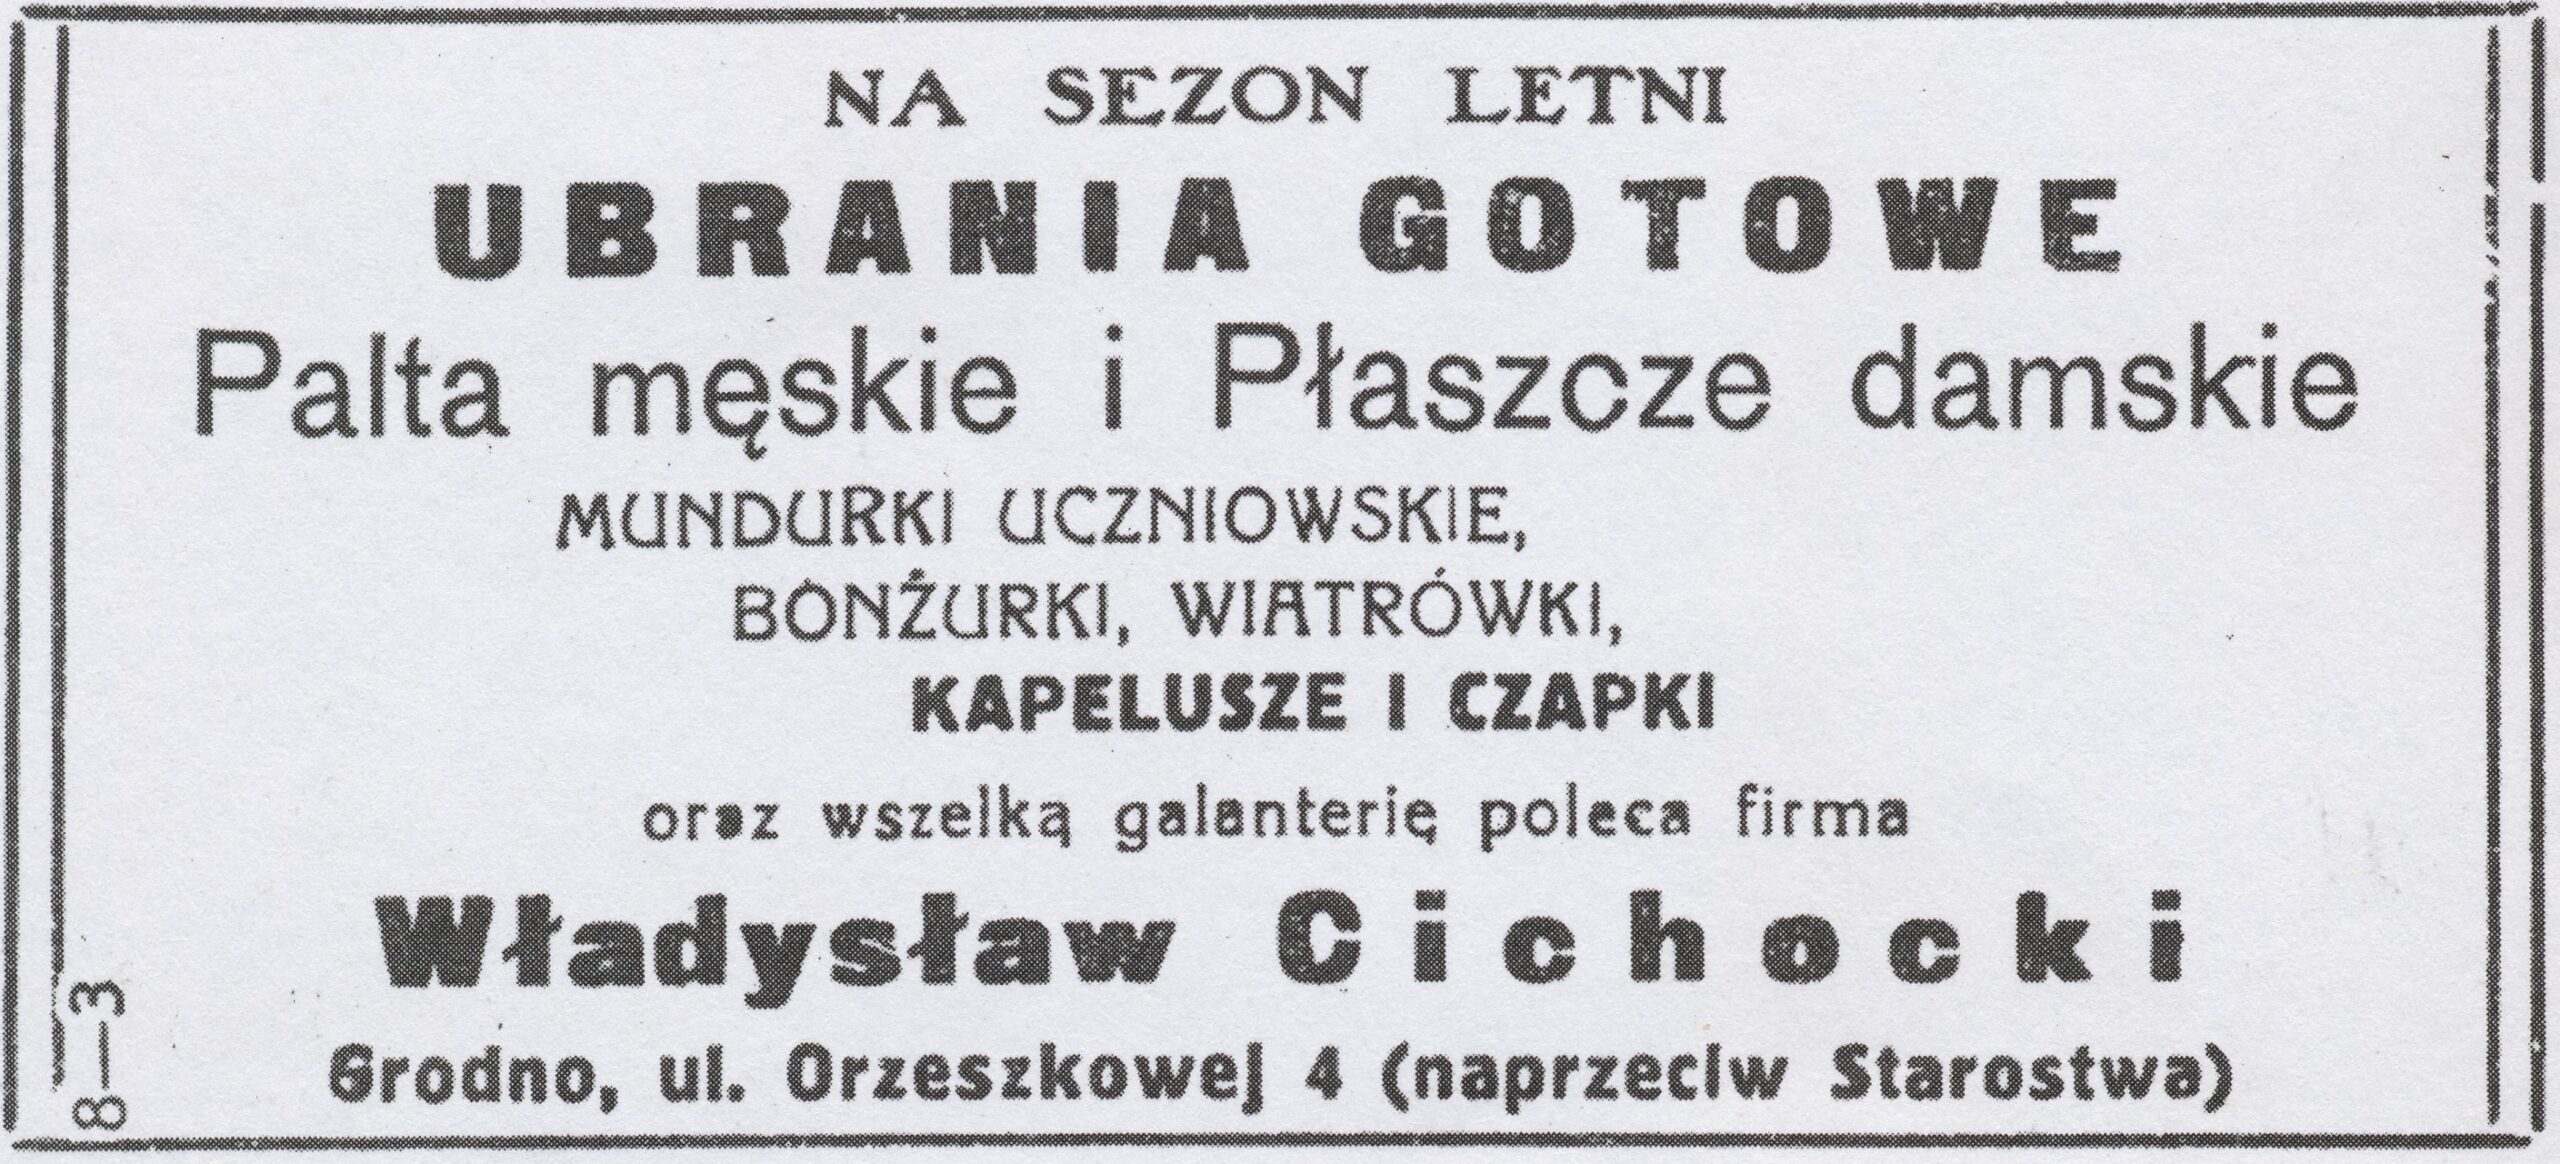 NA SEZON LETNI
UBRANIA GOTOWE
Palta męskie i Płaszcze damskie
MUNDURKI UCZNIOWSKIE,
BONŻURKI, WIATRÓWKI,
KAPELUSZE I CZAPKI
oraz wszelką galanterię poleca firma
Władysław Cichocki
Grodno, ul. Orzeszkowej 4 (naprzeciw Starostwa)
8—3